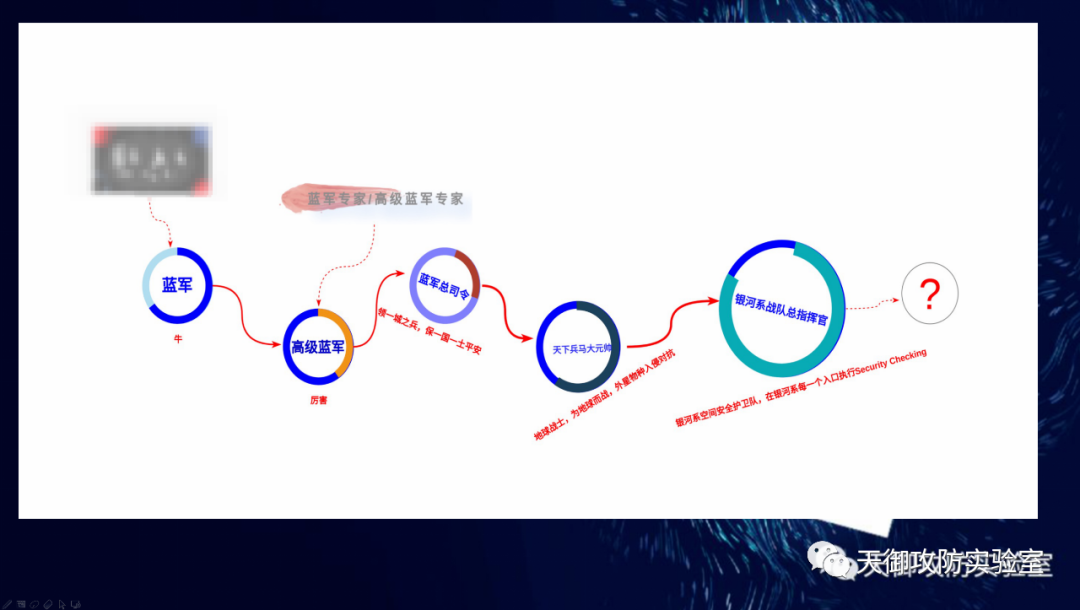 蓝军专家/高级蓝军专家
蓝军
牛
高级蓝军
厉害
蓝军总司令
领一城之兵，保一国一土平安
天下兵马大元帅
地球战士，为地球而战，外星物种入侵对抗
银河系战队总指挥官
银河系空间安全护卫队，在银河系每一个入口执行Security Checking
?
天御攻防实验室